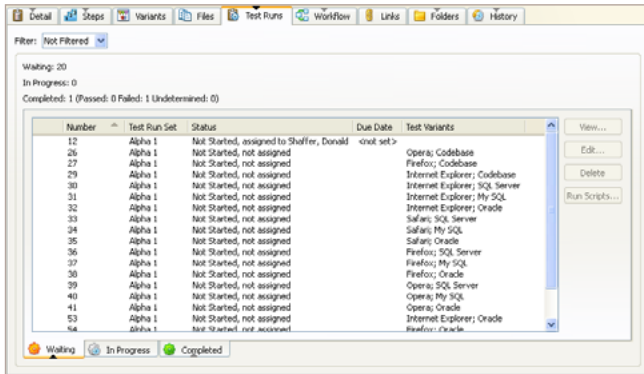 Detail Steps Variants Files Test Runs Workflow Links Folders History
Filter: Not Filtered
Waiting: 20
In Progress: 0
Completed: 1 (Passed: 0 Failed: 1 Undetermined: 0)
Number Test Run Set Status Due Date Test Variants
12 Alpha 1 Not Started, assigned to Shaffer, Donald <not set>
26 Alpha 1 Not Started, not assigned Opera; Codebase
27 Alpha 1 Not Started, not assigned Firefox; Codebase
29 Alpha 1 Not Started, not assigned Internet Explorer; Codebase
30 Alpha 1 Not Started, not assigned Internet Explorer; SQL Server
31 Alpha 1 Not Started, not assigned Internet Explorer; My SQL
32 Alpha 1 Not Started, not assigned Internet Explorer; Oracle
33 Alpha 1 Not Started, not assigned Safari; SQL Server
34 Alpha 1 Not Started, not assigned Safari; My SQL
35 Alpha 1 Not Started, not assigned Safari; Oracle
36 Alpha 1 Not Started, not assigned Firefox; SQL Server
37 Alpha 1 Not Started, not assigned Firefox; My SQL
38 Alpha 1 Not Started, not assigned Firefox; Oracle
39 Alpha 1 Not Started, not assigned Opera; SQL Server
40 Alpha 1 Not Started, not assigned Opera; My SQL
41 Alpha 1 Not Started, not assigned Opera; Oracle
53 Alpha 1 Not Started, not assigned Internet Explorer; Oracle
54 Alpha 1 Not Started, not assigned Firefox; Oracle
View...
Edit...
Delete
Run Scripts...
Waiting In Progress Completed